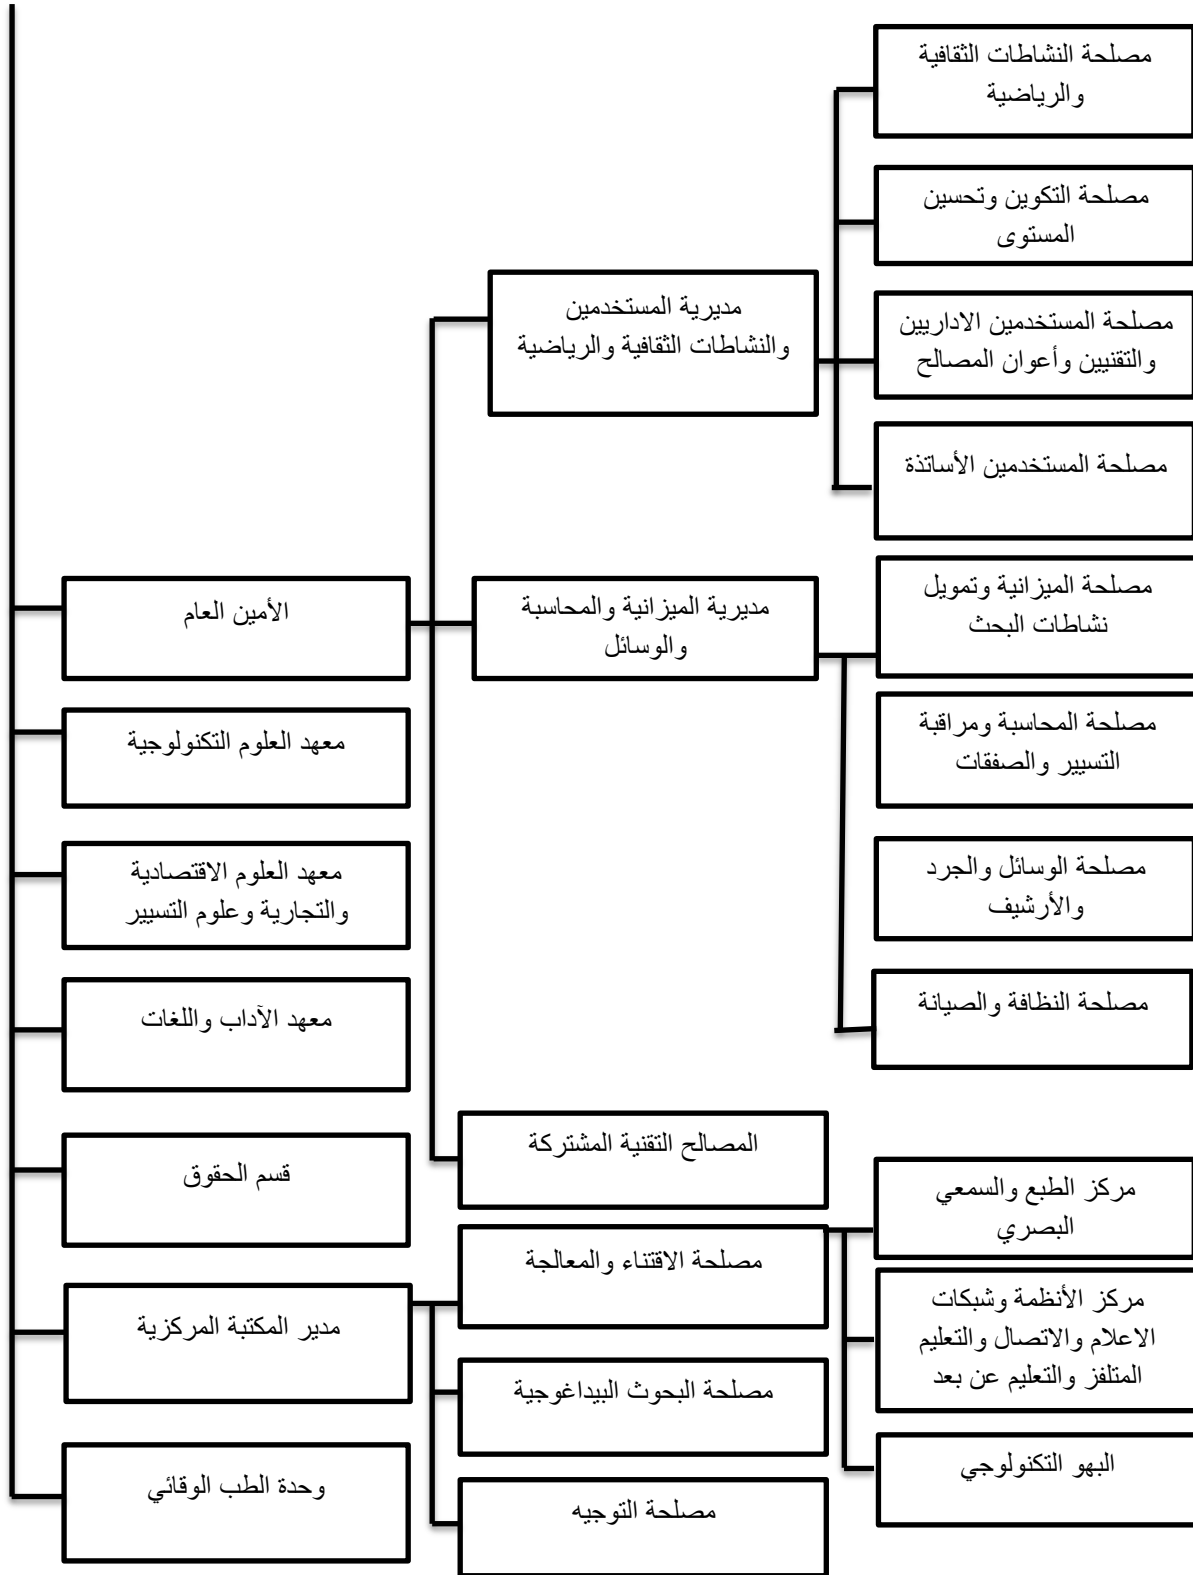 مصلحة النشاطات الثقافية
والرياضية
مصلحة التكوين وتحسين
المستوى
مديرية المستخدمين
والنشاطات الثقافية والرياضية
مصلحة المستخدمين الاداريين
والتقنيين وأعوان المصالح
مصلحة المستخدمين الأساتذة
مصلحة الميزانية وتمويل
نشاطات البحث
مديرية الميزانية والمحاسبة
والوسائل
الأمين العام
مصلحة المحاسبة ومراقبة
التسيير والصفقات
معهد العلوم التكنولوجية
مصلحة الوسائل والجرد
والأرشيف
معهد العلوم الاقتصادية
والتجارية وعلوم التسيير
مصلحة النظافة والصيانة
معهد الآداب واللغات
المصالح التقنية المشتركة
قسم الحقوق
مركز الطبع والسمعي
البصري
مصلحة الاقتناء والمعالجة
مركز الأنظمة وشبكات
الاعلام والاتصال والتعليم
المتلفز والتعليم عن بعد
مدير المكتبة المركزية
مصلحة البحوث البيداغوجية
البهو التكنولوجي
وحدة الطب الوقائي
مصلحة التوجيه